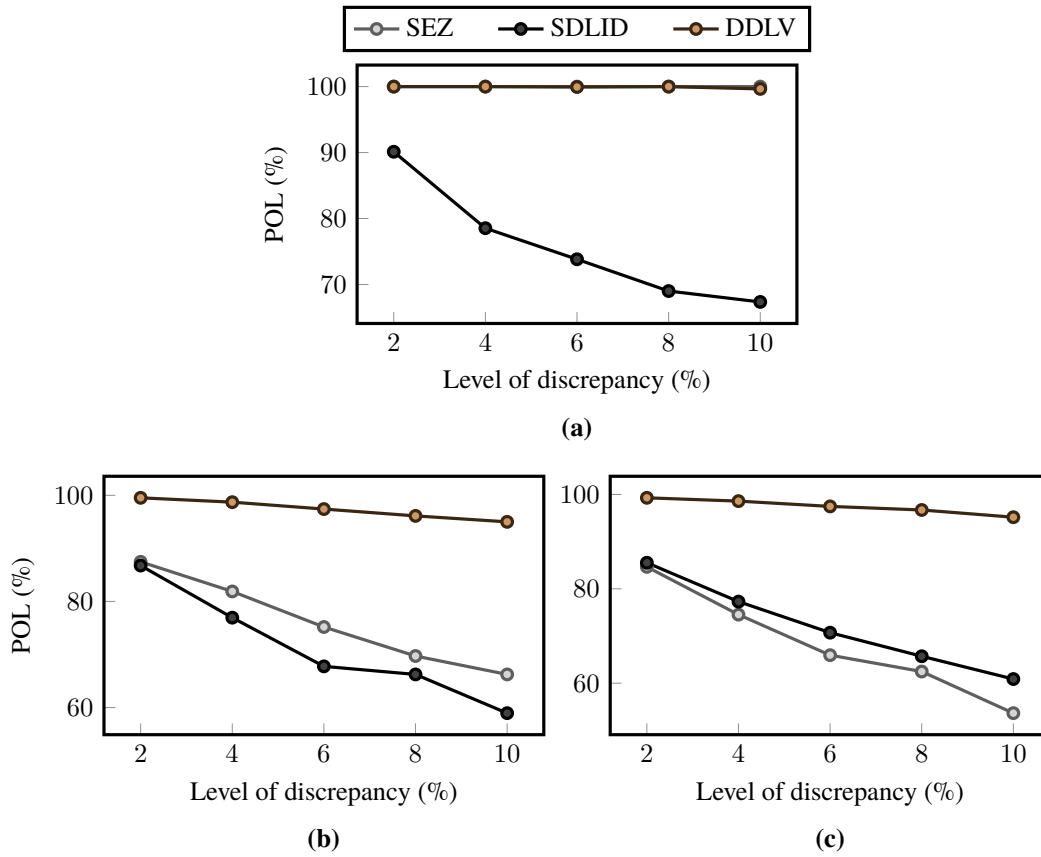 SEZ SDLID DDLV
100
90
80
70
POL (%)
2 4 6 8 10
Level of discrepancy (%)
(a)
100
80
60
POL (%)
2 4 6 8 10
Level of discrepancy (%)
(b)
100
80
60
2 4 6 8 10
Level of discrepancy (%)
(c)